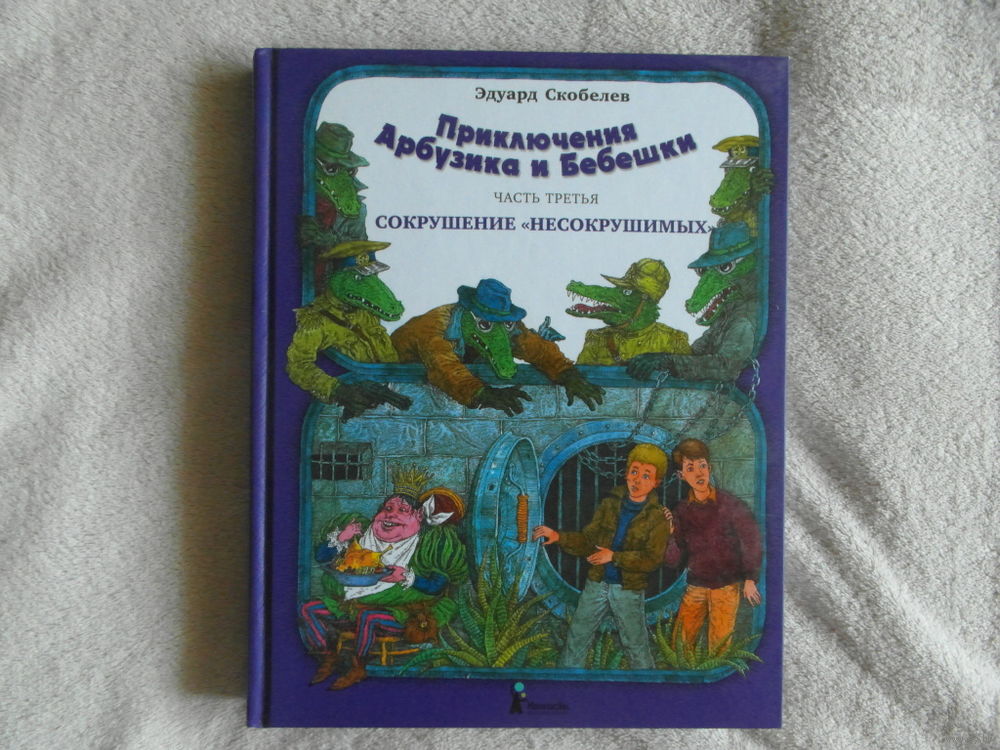 Эдуард Скобелев
Приключения
Арбузика и Бебешки
ЧАСТЬ ТРЕТЬЯ
СОКРУШЕНИЕ «НЕСОКРУШИМЫХ»